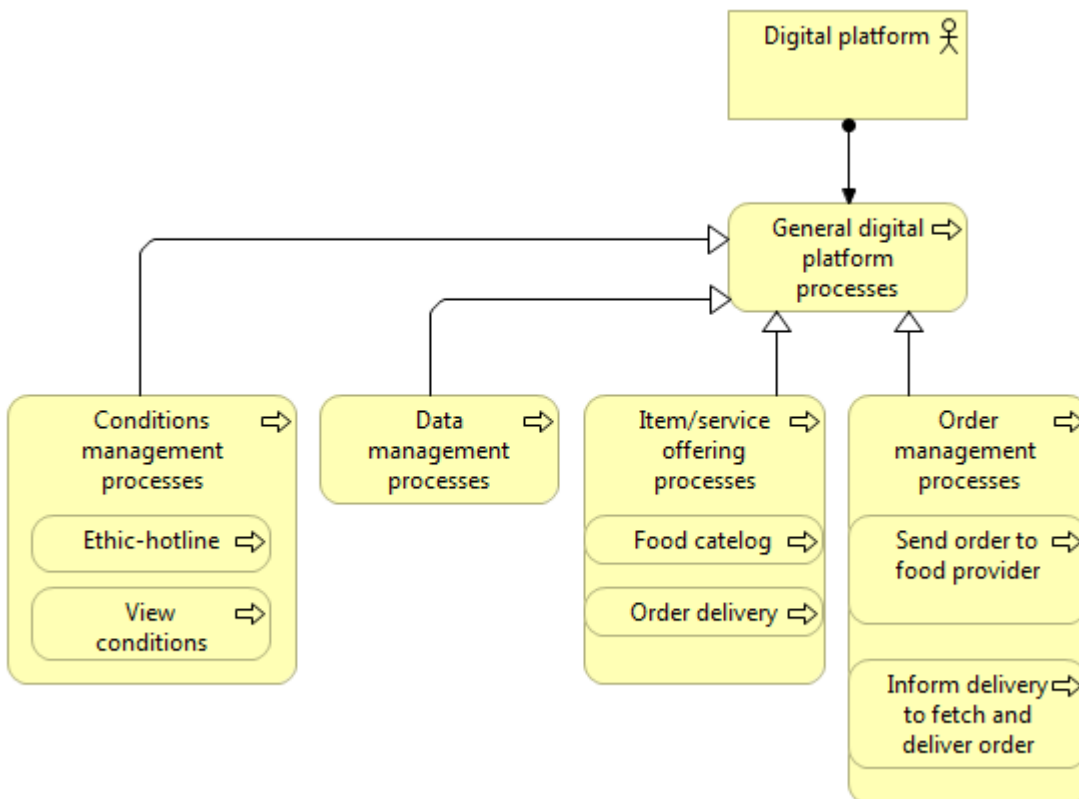 Digital platform
General digital
platform
processes
Conditions
management
processes
Ethic-hotline
View
conditions
Data
management
processes
Item/service
offering
processes
Food catelog
Order delivery
Order
management
processes
Send order to
food provider
Inform delivery
to fetch and
deliver order